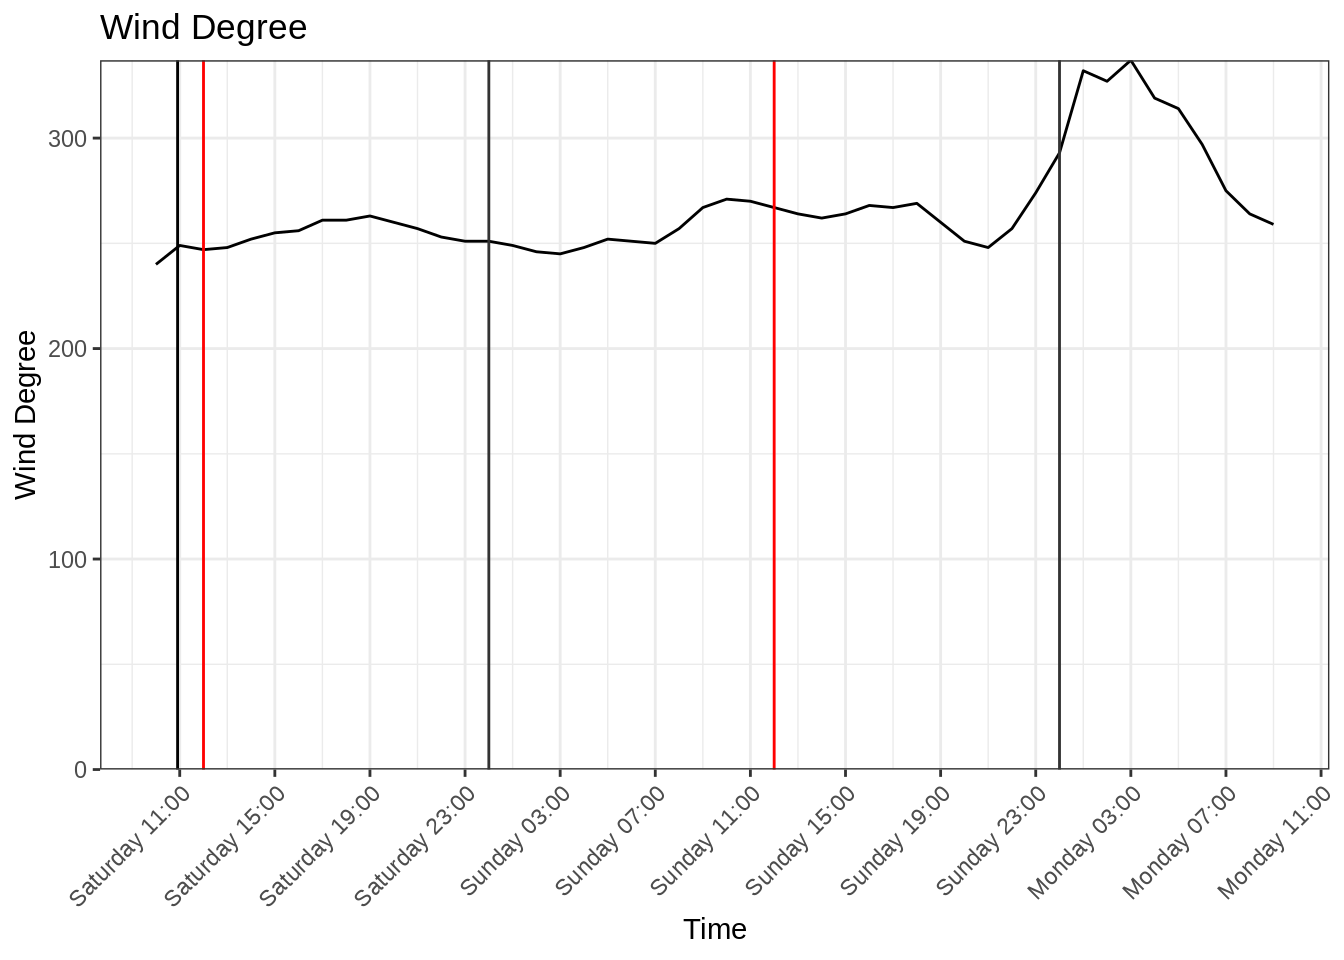 Wind Degree
Wind Degree
300
200
100
0
Saturday 11:00
Saturday 15:00
Saturday 19:00
Saturday 23:00
Sunday 03:00
Sunday 07:00
Sunday 11:00
Sunday 15:00
Sunday 19:00
Sunday 23:00
Monday 03:00
Monday 07:00
Monday 11:00
Time